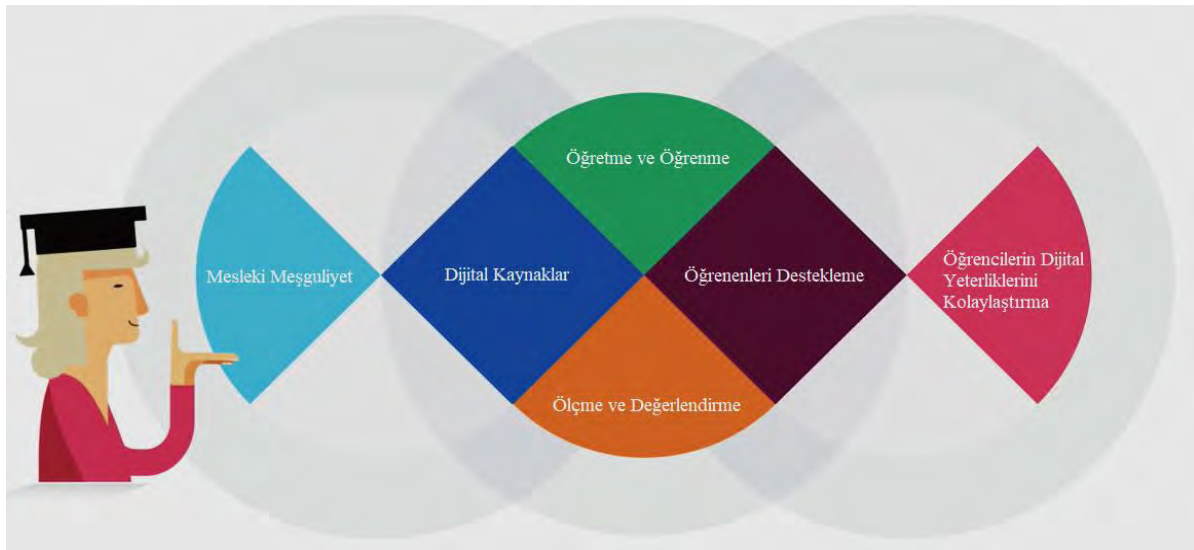 Öğretme ve Öğrenme
Mesleki Meşguliyet
Dijital Kaynaklar
Öğrenenleri Destekleme
Öğrencilerin Dijital
Yeterliklerini
Kolaylaştırma
Ölçme ve Değerlendirme